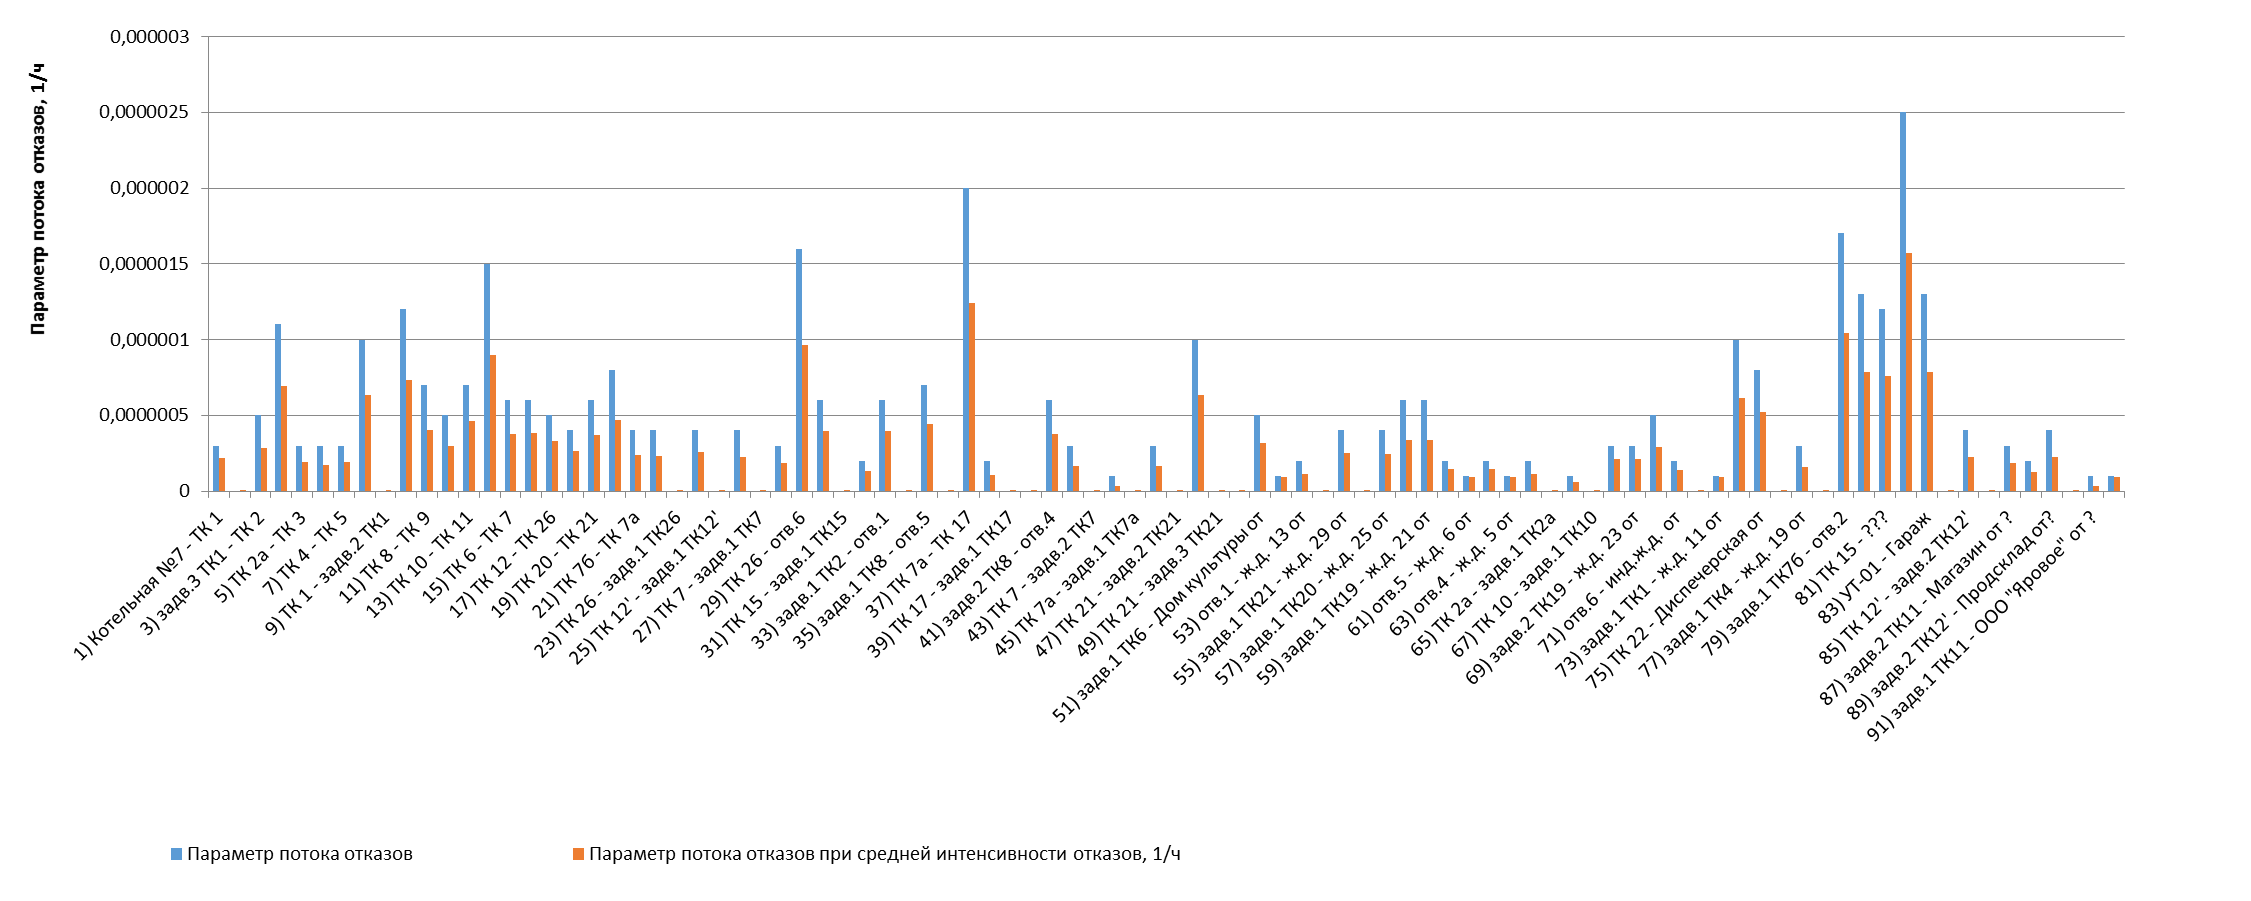 Параметр потока отказов, 1/ч
0,000003
0,0000025
0,000002
0,0000015
0,000001
0,0000005
0
1) Котельная №7 - ТК 1
3) задв.3 ТК1 - ТК 2
5) ТК 2а - ТК 3
7) ТК 4 - ТК 5
9) ТК 1 - задв.2 ТК1
11) ТК 8 - ТК 9
13) ТК 10 - ТК 11
15) ТК 6 - ТК 7
17) ТК 12 - ТК 26
19) ТК 20 - ТК 21
21) ТК 7б - ТК 7а
23) ТК 26 - задв.1 ТК26
25) ТК 12' - задв.1 ТК12'
27) ТК 7 - задв.1 ТК7
29) ТК 26 - отв.6
31) ТК 15 - задв.1 ТК15
33) задв.1 ТК2 - отв.1
35) задв.1 ТК8 - отв.5
37) ТК 7а - ТК 17
39) ТК 17 - задв.1 ТК17
41) задв.2 ТК8 - отв.4
43) ТК 7 - задв.2 ТК7
45) ТК 7а - задв.1 ТК7а
47) ТК 21 - задв.2 ТК21
49) ТК 21 - задв.3 ТК21
51) задв.1 ТК6 - Дом культуры от
53) отв.1 - ж.д. 13 от
55) задв.1 ТК21 - ж.д. 29 от
57) задв.1 ТК20 - ж.д. 25 от
59) задв.1 ТК19 - ж.д. 21 от
61) отв.5 - ж.д. 6 от
63) отв.4 - ж.д. 5 от
65) ТК 2а - задв.1 ТК2а
67) ТК 10 - задв.1 ТК10
69) задв.2 ТК19 - ж.д. 23 от
71) отв.6 - инд.ж.д. от
73) задв.1 ТК1 - ж.д. 11 от
75) ТК 22 - Диспечерская от
77) задв.1 ТК4 - ж.д. 19 от
79) задв.1 ТК7б - отв.2
81) ТК 15 - ???
83) УТ-01 - Гараж
85) ТК 12' - задв.2 ТК12'
87) задв.2 ТК11 - Магазин от ?
89) задв.2 ТК12' - Продсклад от?
91) задв.1 ТК11 - ООО "Яровое" от ?
Параметр потока отказов
Параметр потока отказов при средней интенсивности отказов, 1/ч